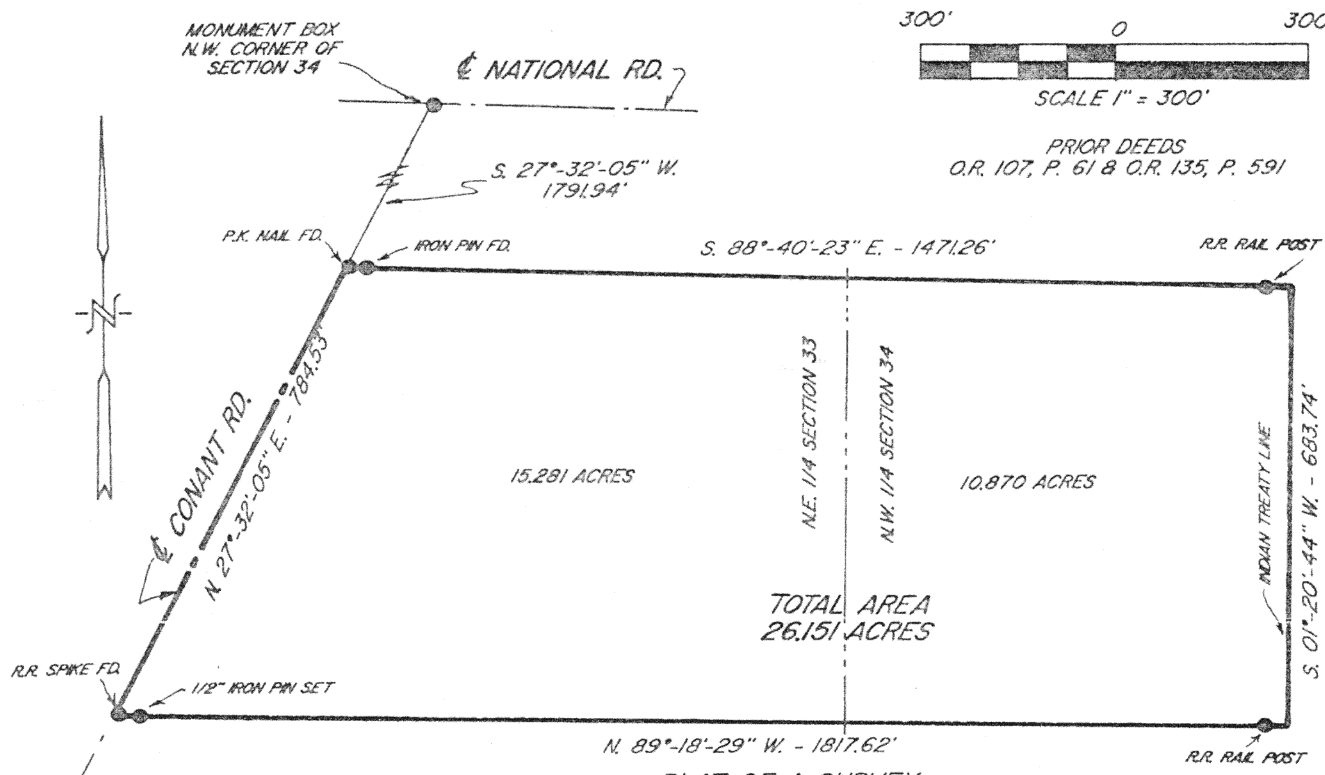 300' 0 300
SCALE 1" = 300'
MONUMENT BOX
N.W. CORNER OF
SECTION 34
℄ NATIONAL RD.
PRIOR DEEDS
O.R. 107, P. 61 & O.R. 135, P. 591
S. 27°-32'-05" W.
1791.94'
P.K. NAIL FD.
IRON PIN FD.
S. 88°-40'-23" E. - 1471.26'
R.R. RAIL POST
N
℄ CONANT RD.
N. 27°-32'-05" E. - 784.53'
15.281 ACRES
N.E. 1/4 SECTION 33
N.W. 1/4 SECTION 34
10.870 ACRES
INDIAN TREATY LINE
S. 01°-20'-44" W. - 683.74'
TOTAL AREA
26.151 ACRES
R.R. SPIKE FD.
1/2" IRON PIN SET
N. 89°-18'-29" W. - 1817.62'
R.R. RAIL POST
PLAT OF A SURVEY